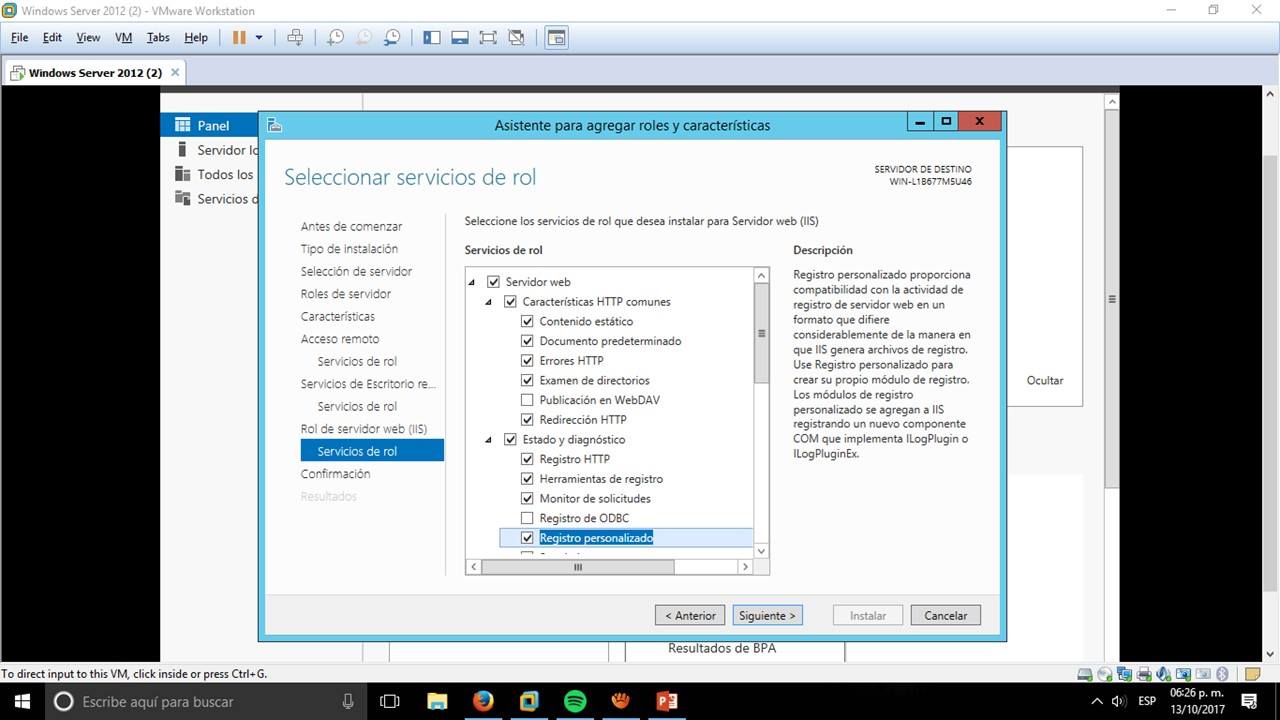 Windows Server 2012 (2) - VMware Workstation
File Edit View VM Tabs Help
Windows Server 2012 (2)
Panel
Servidor lo
Todos los
Servicios d
Asistente para agregar roles y características
Seleccionar servicios de rol
SERVIDOR DE DESTINO
WIN-L1B677M5U46
Antes de comenzar
Tipo de instalación
Selección de servidor
Roles de servidor
Características
Acceso remoto
Servicios de rol
Servicios de Escritorio re...
Servicios de rol
Rol de servidor web (IIS)
Servicios de rol
Confirmación
Resultados
Seleccione los servicios de rol que desea instalar para Servidor web (IIS)
Servicios de rol
Servidor web
Características HTTP comunes
Contenido estático
Documento predeterminado
Errores HTTP
Examen de directorios
Publicación en WebDAV
Redirección HTTP
Estado y diagnóstico
Registro HTTP
Herramientas de registro
Monitor de solicitudes
Registro de ODBC
Registro personalizado
Descripción
Registro personalizado proporciona
compatibilidad con la actividad de
registro de servidor web en un
formato que difiere
considerablemente de la manera en
que IIS genera archivos de registro.
Use Registro personalizado para
crear su propio módulo de registro.
Los módulos de registro
personalizado se agregan a IIS
registrando un nuevo componente
COM que implementa ILogPlugin o
ILogPluginEx.
Ocultar
< Anterior
Siguiente >
Instalar
Cancelar
Resultados de BPA
To direct input to this VM, click inside or press Ctrl+G.
Escribe aquí para buscar
ESP
06:26 p. m.
13/10/2017